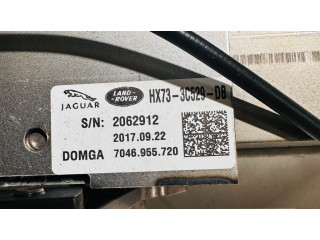 JAGUAR LAND- ROVER HX73-3C529-DB
S/N: 2062912
2017.09.22
DOMGA 7046.955.720